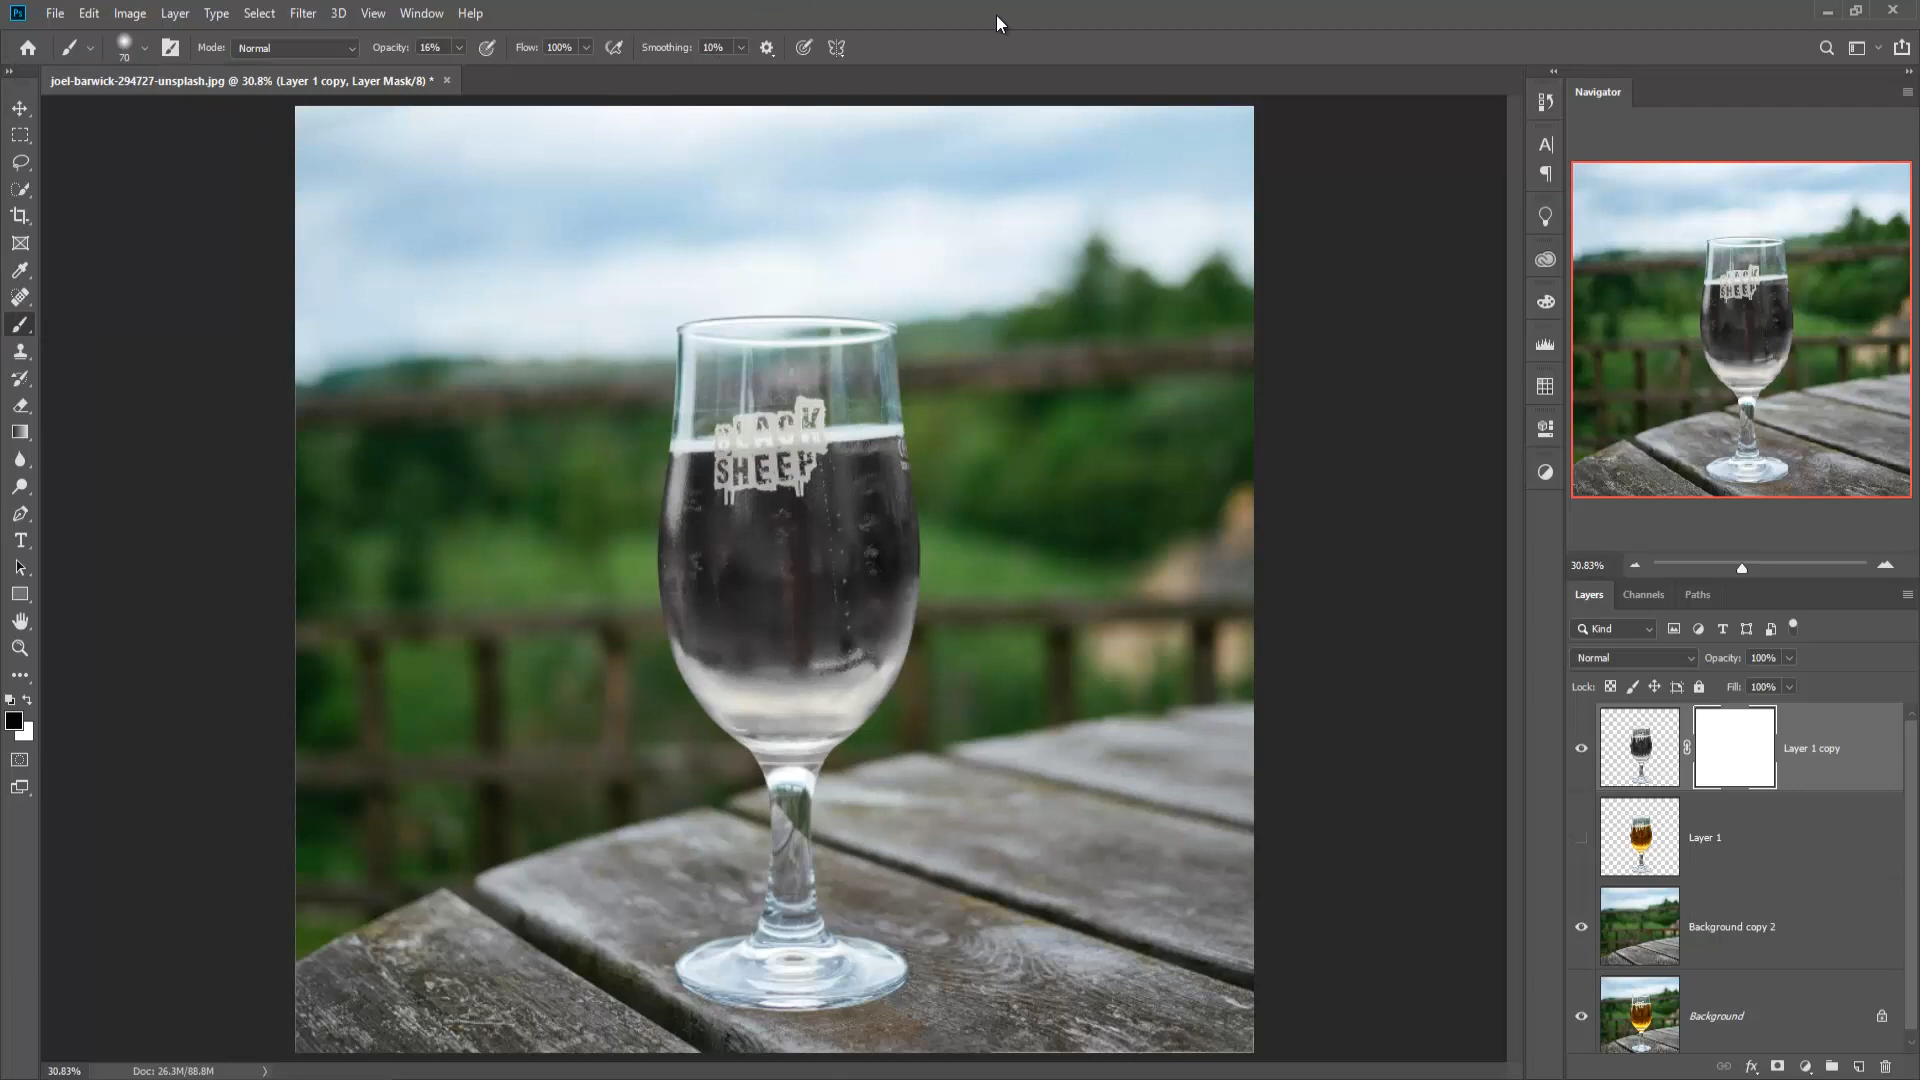 Ps File Edit Image Layer Type Select Filter 3D View Window Help
70 Mode: Normal Opacity: 16% Flow: 100% Smoothing: 10%
joel-barwick-294727-unsplash.jpg @ 30.8% (Layer 1 copy, Layer Mask/8) *
Navigator
BLACK
SHEEP
30.83%
Layers Channels Paths
Kind
Normal Opacity: 100%
Lock: Fill: 100%
Layer 1 copy
Layer 1
Background copy 2
Background
30.83% Doc: 26.3M/88.8M